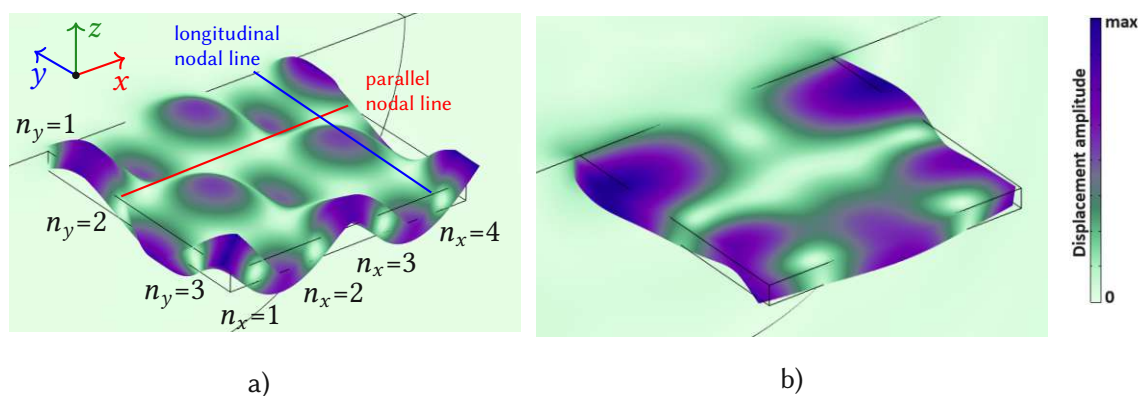 z
y
x
longitudinal
nodal line
parallel
nodal line
n_y=1
n_y=2
n_y=3
n_x=1
n_x=2
n_x=3
n_x=4
max
Displacement amplitude
0
a)
b)